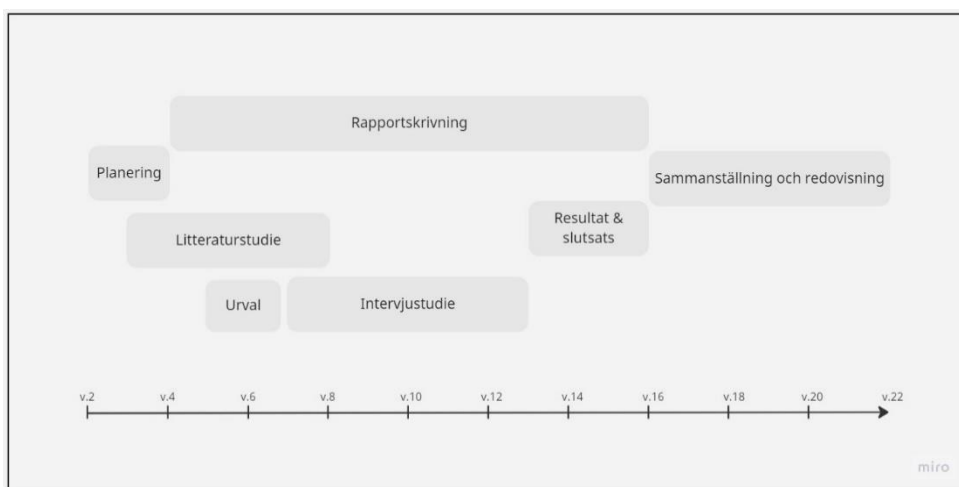 Rapportskrivning
Planering
Sammanställning och redovisning
Resultat &
slutsats
Litteraturstudie
Urval
Intervjustudie
v.2 v.4 v.6 v.8 v.10 v.12 v.14 v.16 v.18 v.20 v.22
miro